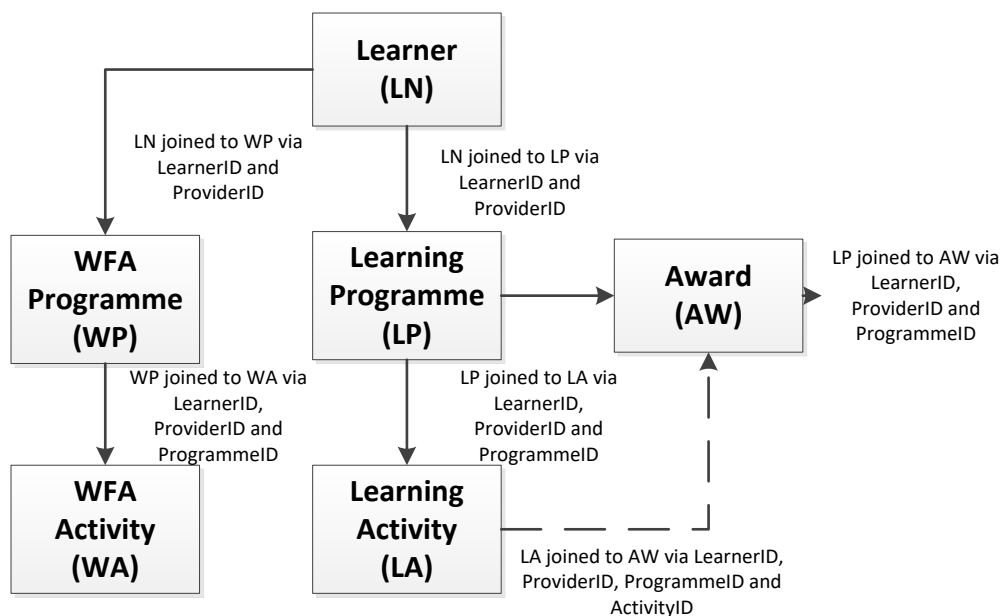 Learner
(LN)
LN joined to WP via
LearnerID and
ProviderID
LN joined to LP via
LearnerID and
ProviderID
WFA
Programme
(WP)
Learning
Programme
(LP)
Award
(AW)
LP joined to AW via
LearnerID,
ProviderID and
ProgrammeID
WP joined to WA via
LearnerID,
ProviderID and
ProgrammeID
LP joined to LA via
LearnerID,
ProviderID and
ProgrammeID
WFA
Activity
(WA)
Learning
Activity
(LA)
LA joined to AW via LearnerID,
ProviderID, ProgrammeID and
ActivityID